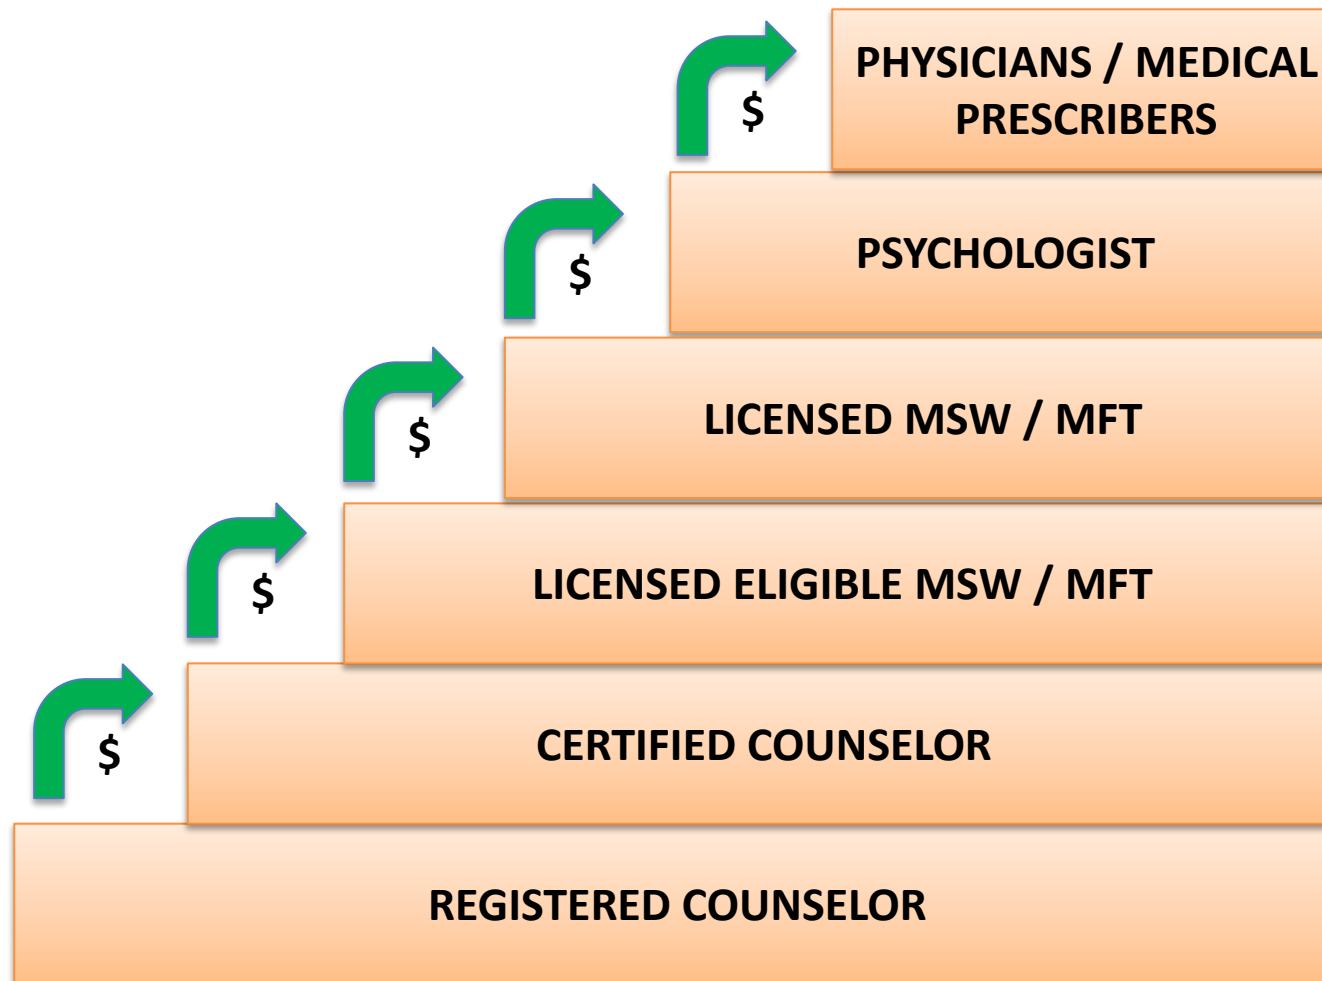 PHYSICIANS / MEDICAL
PRESCRIBERS
$
PSYCHOLOGIST
$
LICENSED MSW / MFT
$
LICENSED ELIGIBLE MSW / MFT
$
CERTIFIED COUNSELOR
$
REGISTERED COUNSELOR